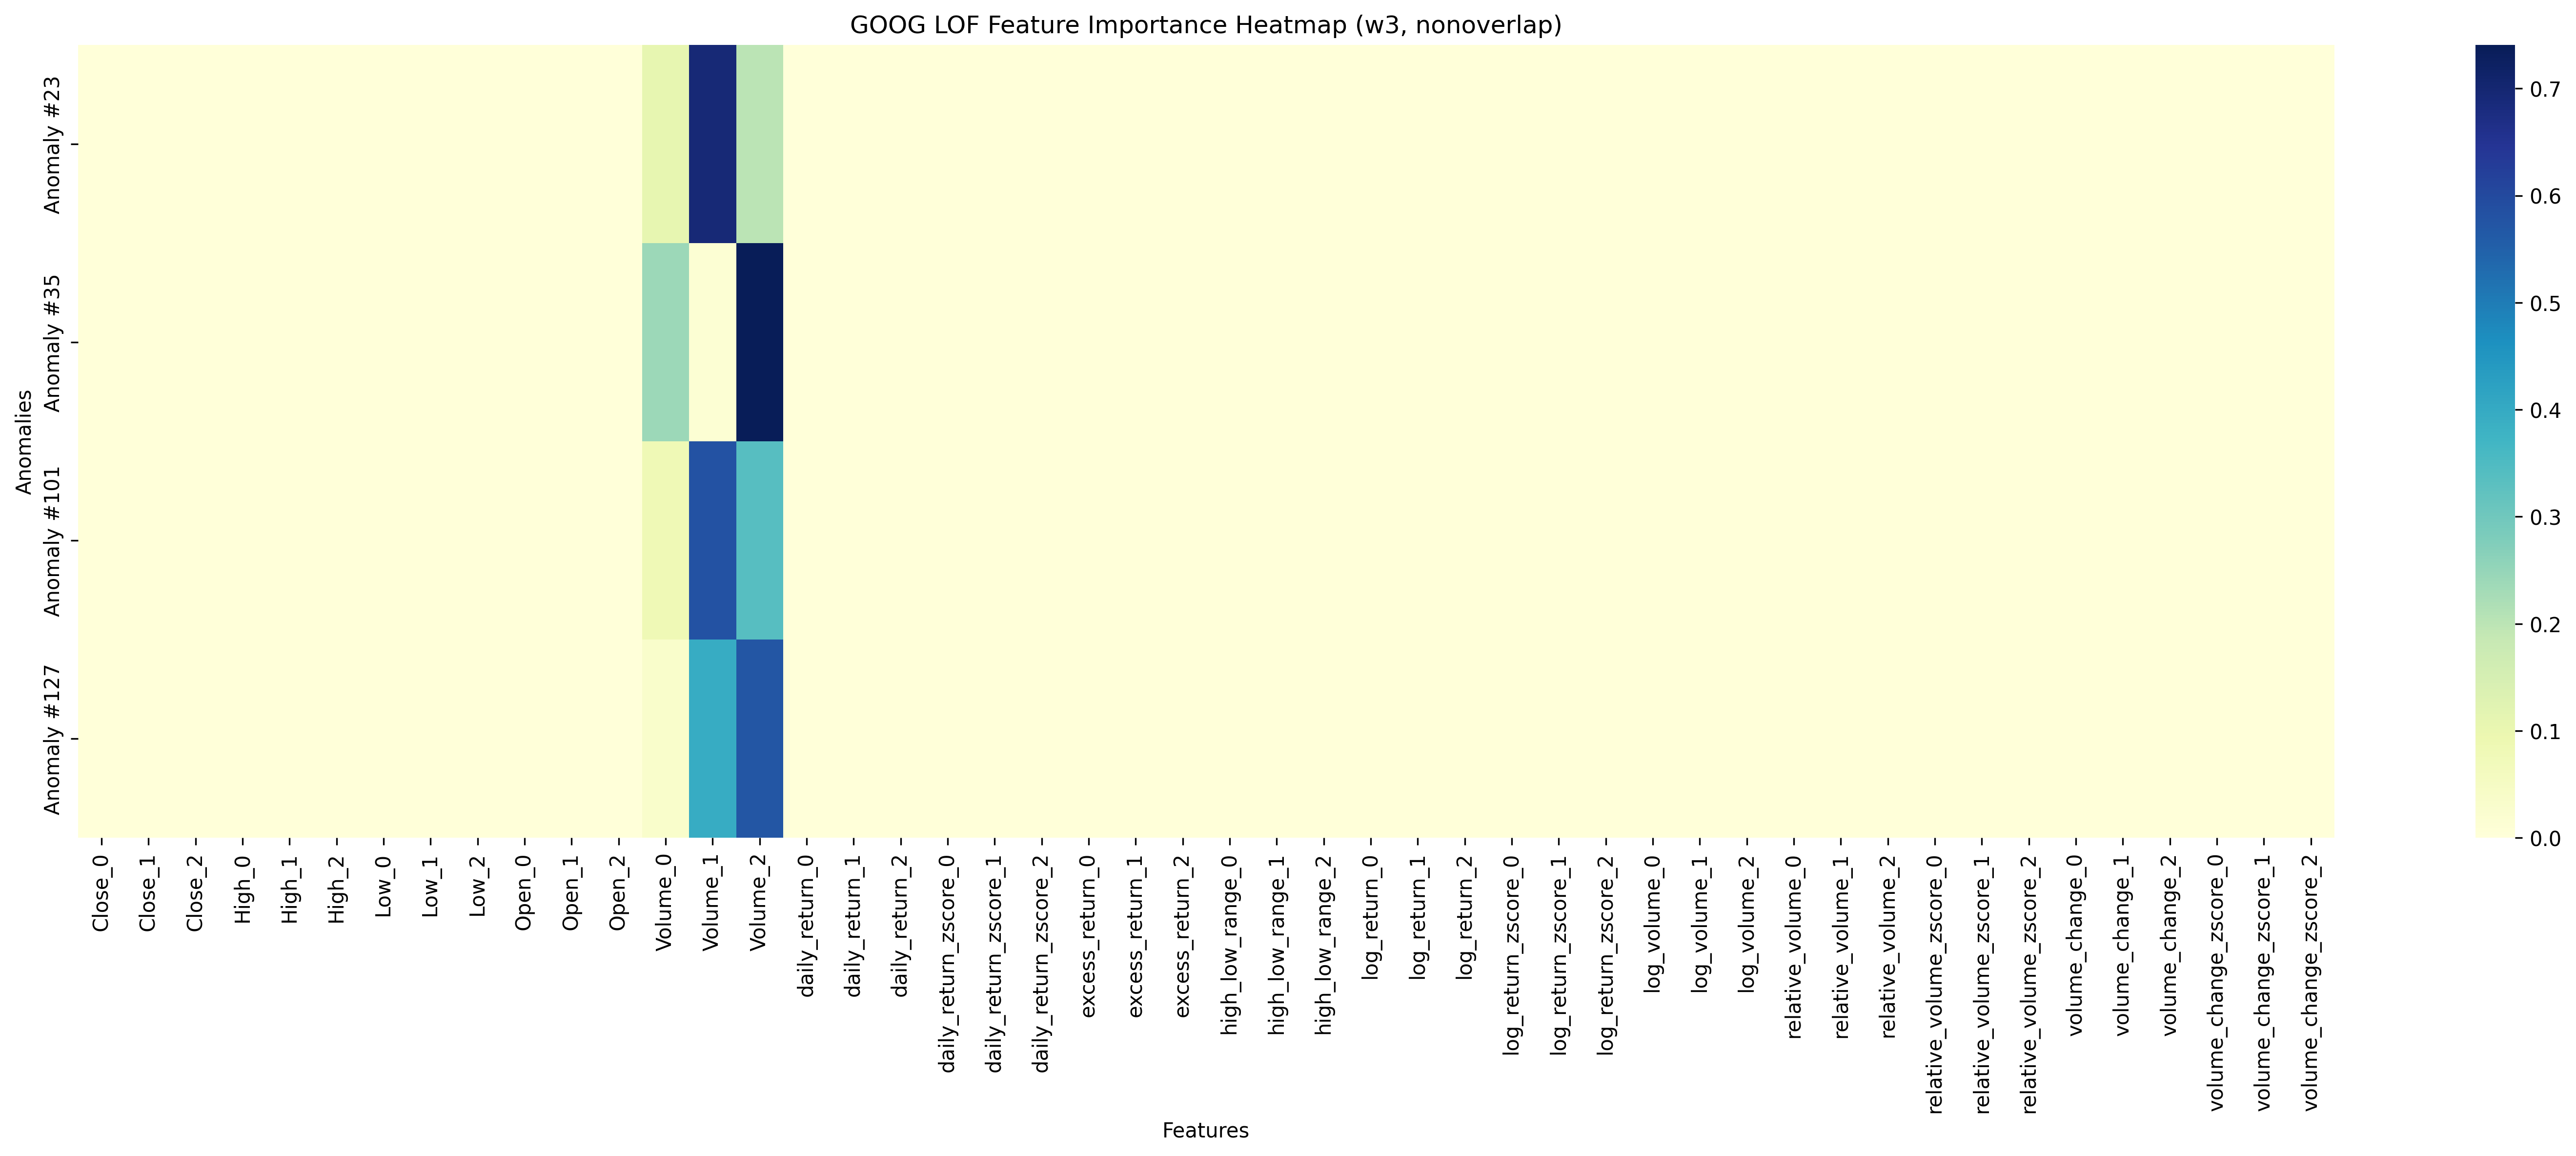 GOOG LOF Feature Importance Heatmap (w3, nonoverlap)
Anomalies
Anomaly #23
Anomaly #35
Anomaly #101
Anomaly #127
0.7
0.6
0.5
0.4
0.3
0.2
0.1
0.0
Close_0
Close_1
Close_2
High_0
High_1
High_2
Low_0
Low_1
Low_2
Open_0
Open_1
Open_2
Volume_0
Volume_1
Volume_2
daily_return_0
daily_return_1
daily_return_2
daily_return_zscore_0
daily_return_zscore_1
daily_return_zscore_2
excess_return_0
excess_return_1
excess_return_2
high_low_range_0
high_low_range_1
high_low_range_2
log_return_0
log_return_1
log_return_2
log_return_zscore_0
log_return_zscore_1
log_return_zscore_2
log_volume_0
log_volume_1
log_volume_2
relative_volume_0
relative_volume_1
relative_volume_2
relative_volume_zscore_0
relative_volume_zscore_1
relative_volume_zscore_2
volume_change_0
volume_change_1
volume_change_2
volume_change_zscore_0
volume_change_zscore_1
volume_change_zscore_2
Features